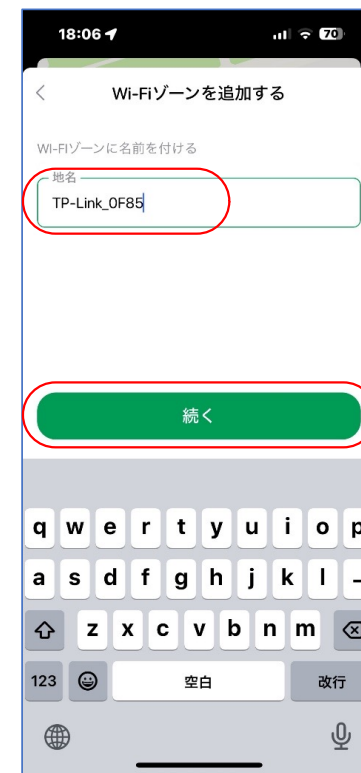 18:06
70
Wi-Fiゾーンを追加する
WI-FIゾーンに名前を付ける
地名
TP-Link_0F85
続く
q w e r t y u i o p
a s d f g h j k l -
z x c v b n m
123 空白 改行